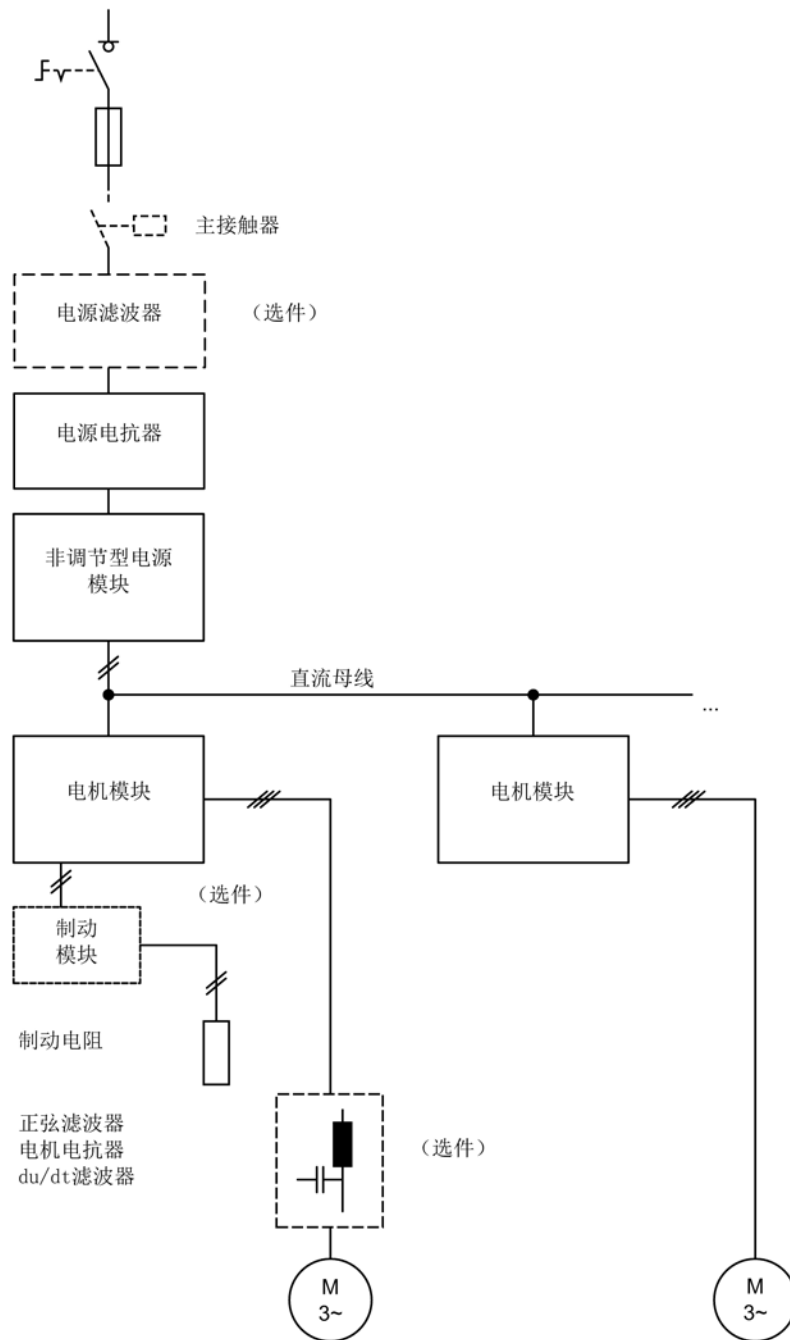 主接触器
电源滤波器
（选件）
电源电抗器
非调节型电源
模块
直流母线
...
电机模块
电机模块
（选件）
制动
模块
制动电阻
正弦滤波器
电机电抗器
du/dt滤波器
（选件）
M
3~
M
3~